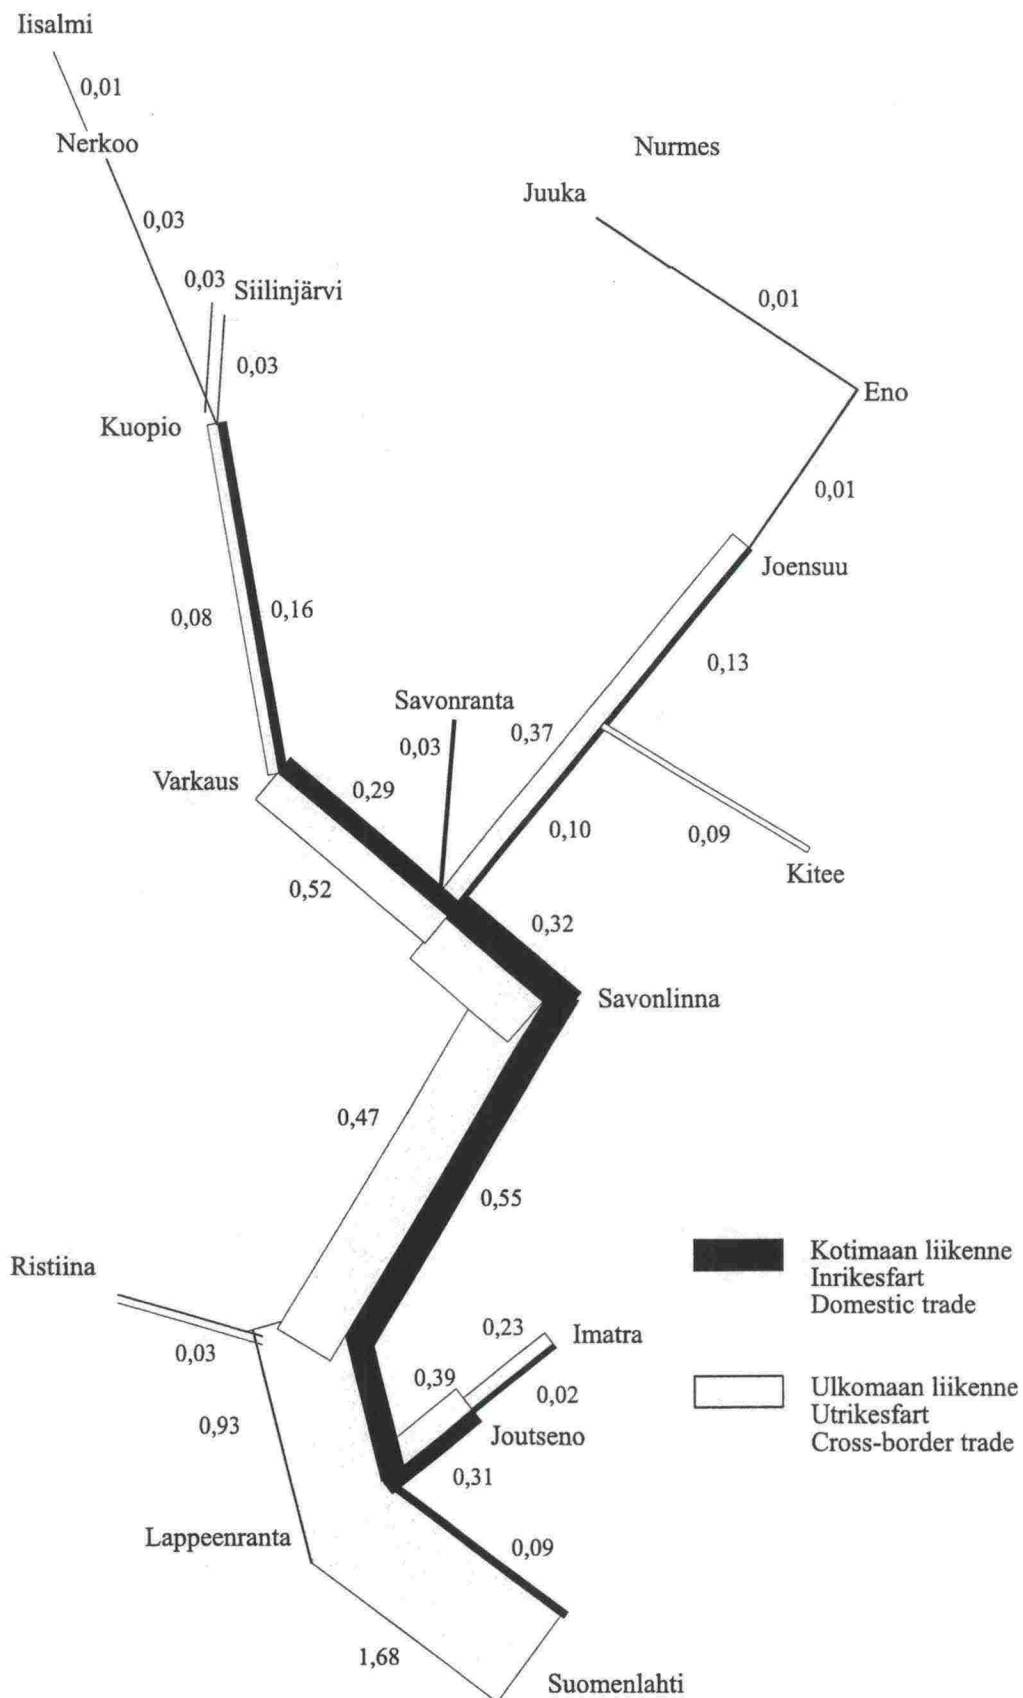 Iisalmi
0,01
Nerkoo
Nurmes
Juuka
0,03
0,03
Siilinjärvi
0,01
0,03
Eno
Kuopio
0,01
Joensuu
0,08
0,16
0,13
Savonranta
0,37
0,03
Varkaus
0,29
0,10
0,09
Kitee
0,52
0,32
Savonlinna
0,47
0,55
Kotimaan liikenne
Inrikesfart
Domestic trade
Ristiina
0,23
Imatra
0,03
0,39
0,02
Ulkomaan liikenne
Utrikesfart
Cross-border trade
0,93
Joutseno
0,31
Lappeenranta
0,09
1,68
Suomenlahti